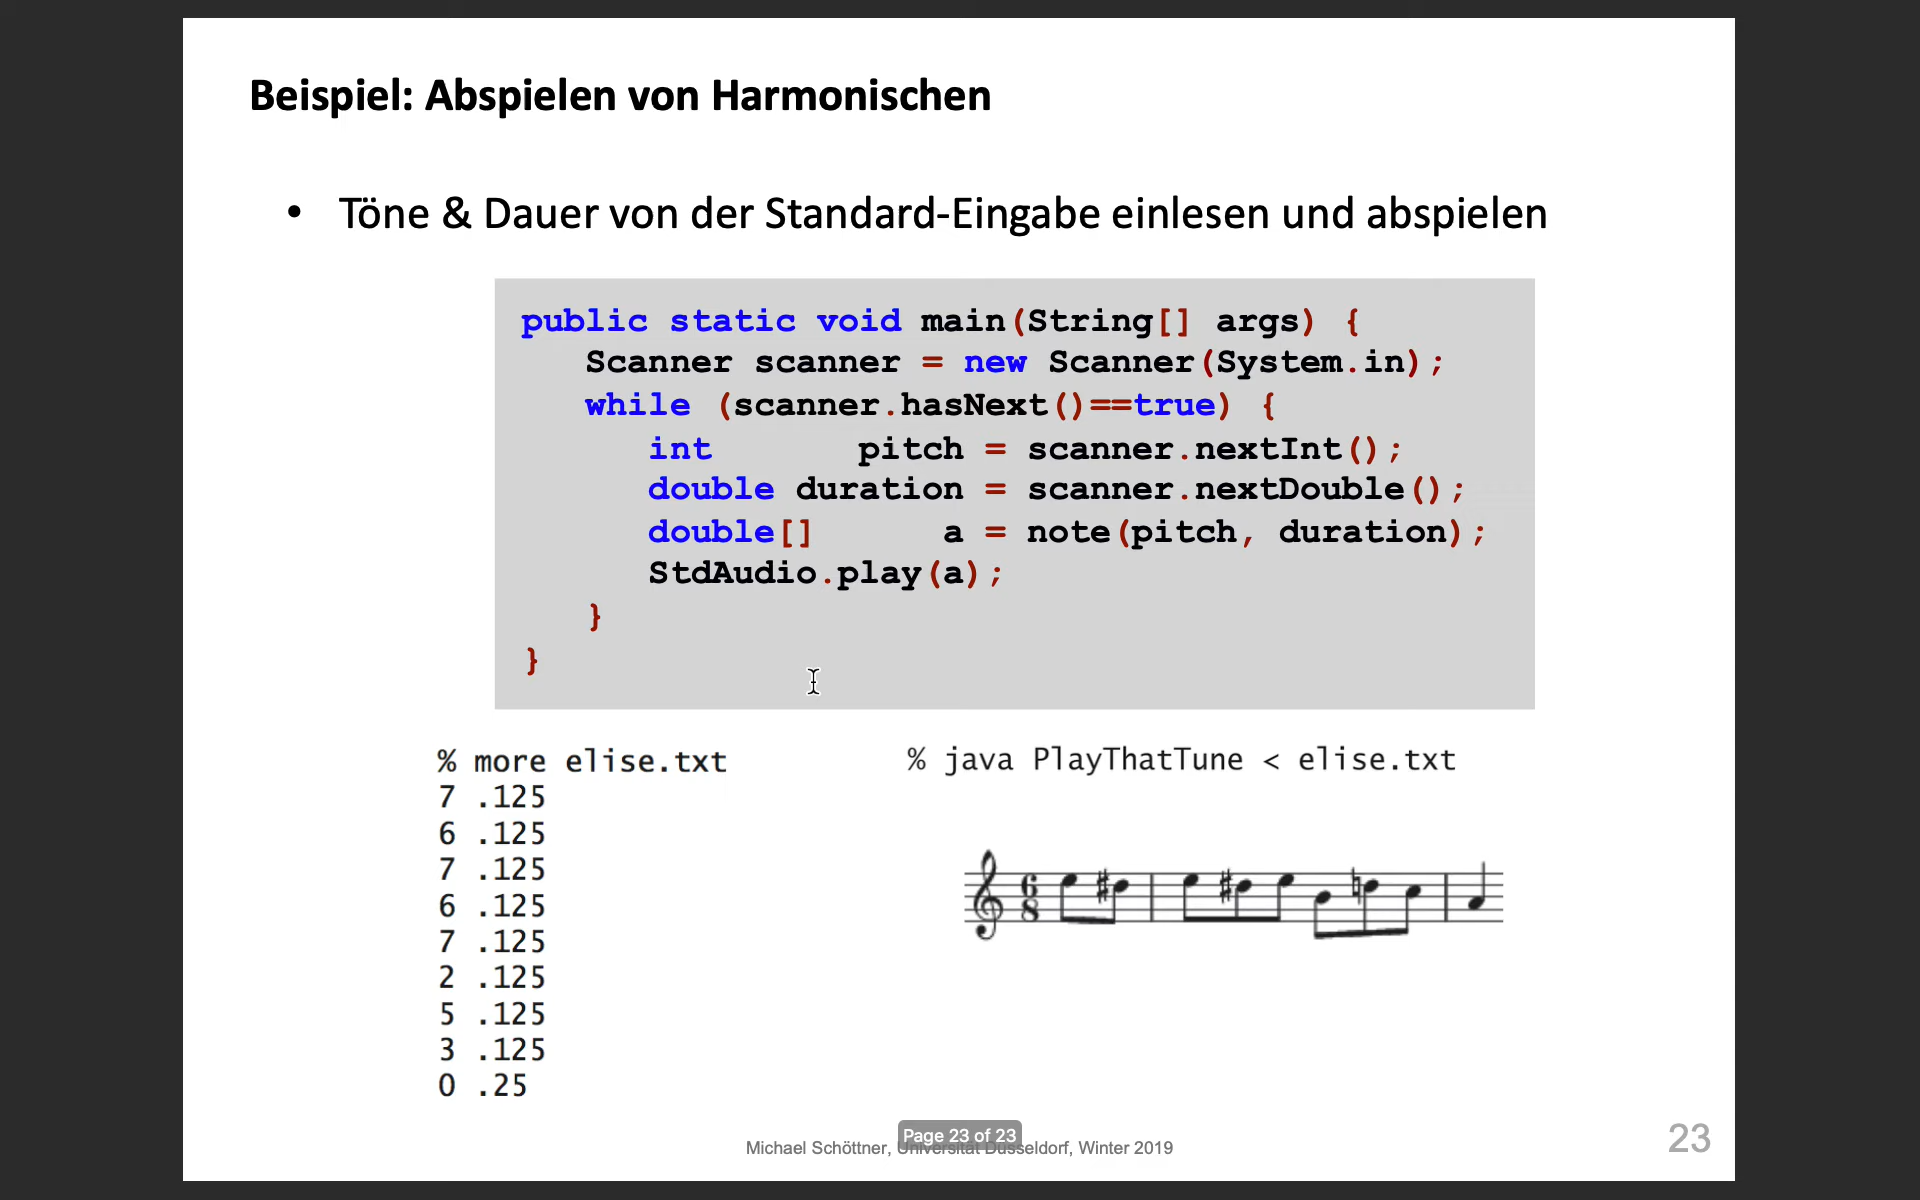 Beispiel: Abspielen von Harmonischen
• Töne & Dauer von der Standard-Eingabe einlesen und abspielen
public static void main(String[] args) {
Scanner scanner = new Scanner(System.in);
while (scanner.hasNext()==true) {
int pitch = scanner.nextInt();
double duration = scanner.nextDouble();
double[] a = note(pitch, duration);
StdAudio.play(a);
}
}
% more elise.txt
7 .125
6 .125
7 .125
6 .125
7 .125
2 .125
5 .125
3 .125
0 .25
% java PlayThatTune < elise.txt
6
8
Page 23 of 23
Michael Schöttner, Universität Düsseldorf, Winter 2019
23